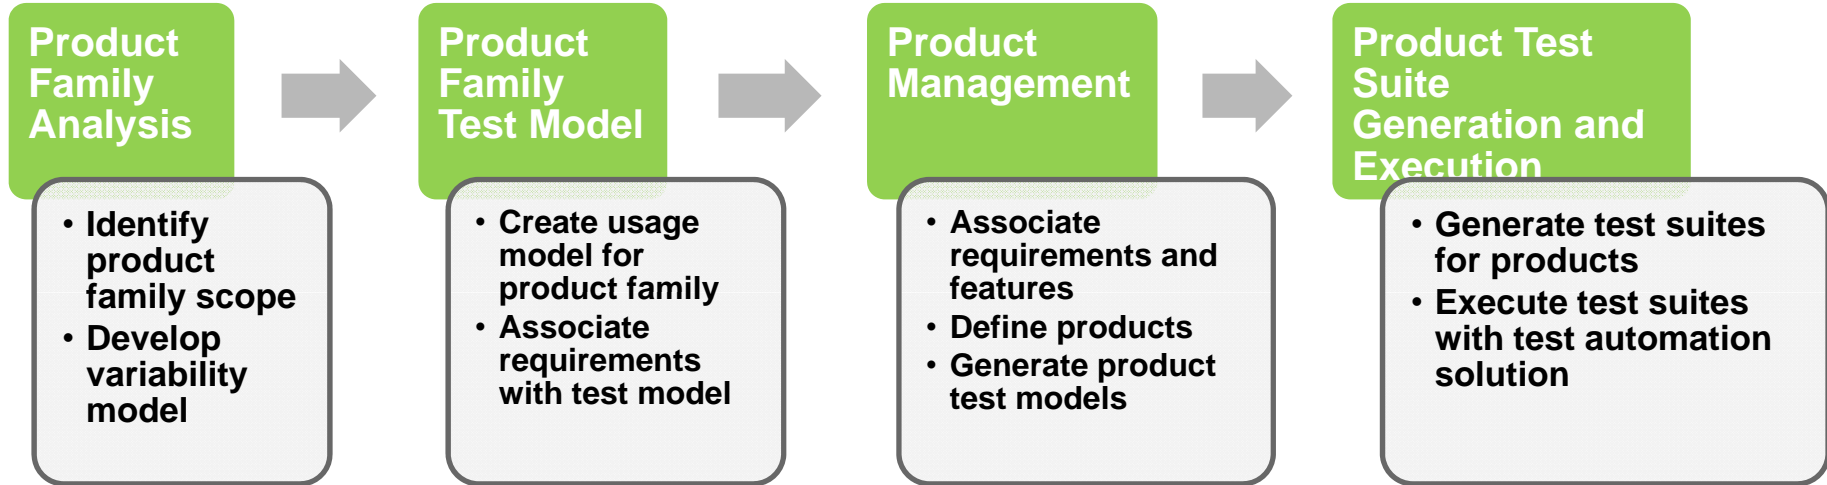 Product
Family
Analysis
• Identify
product
family scope
• Develop
variability
model
Product
Family
Test Model
• Create usage
model for
product family
• Associate
requirements
with test model
Product
Management
• Associate
requirements and
features
• Define products
• Generate product
test models
Product Test
Suite
Generation and
Execution
• Generate test suites
for products
• Execute test suites
with test automation
solution